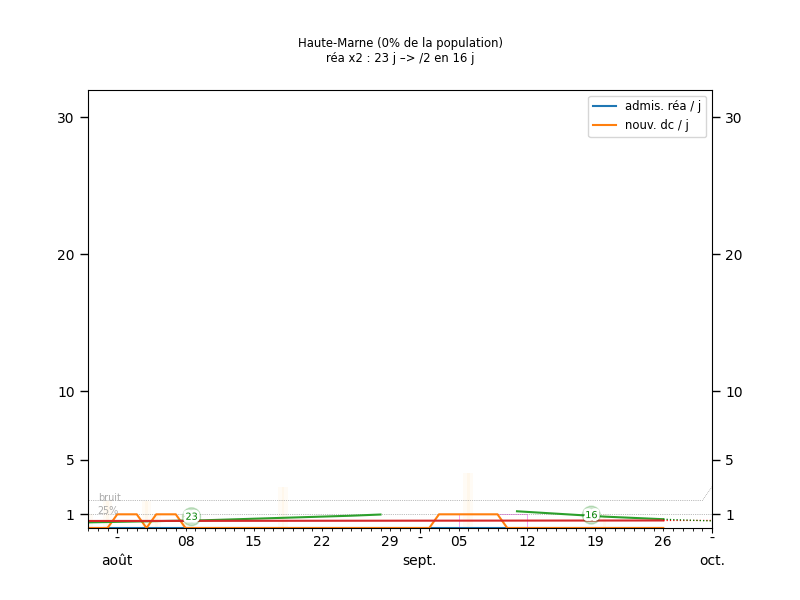 Haute-Marne (0% de la population)
réa x2 : 23 j –> /2 en 16 j
admis. réa / j
nouv. dc / j
30 30
20 20
10 10
5 5
bruit
25%
1 1
23
16
- 08 15 22 29 - 05 12 19 26 -
août sept. oct.